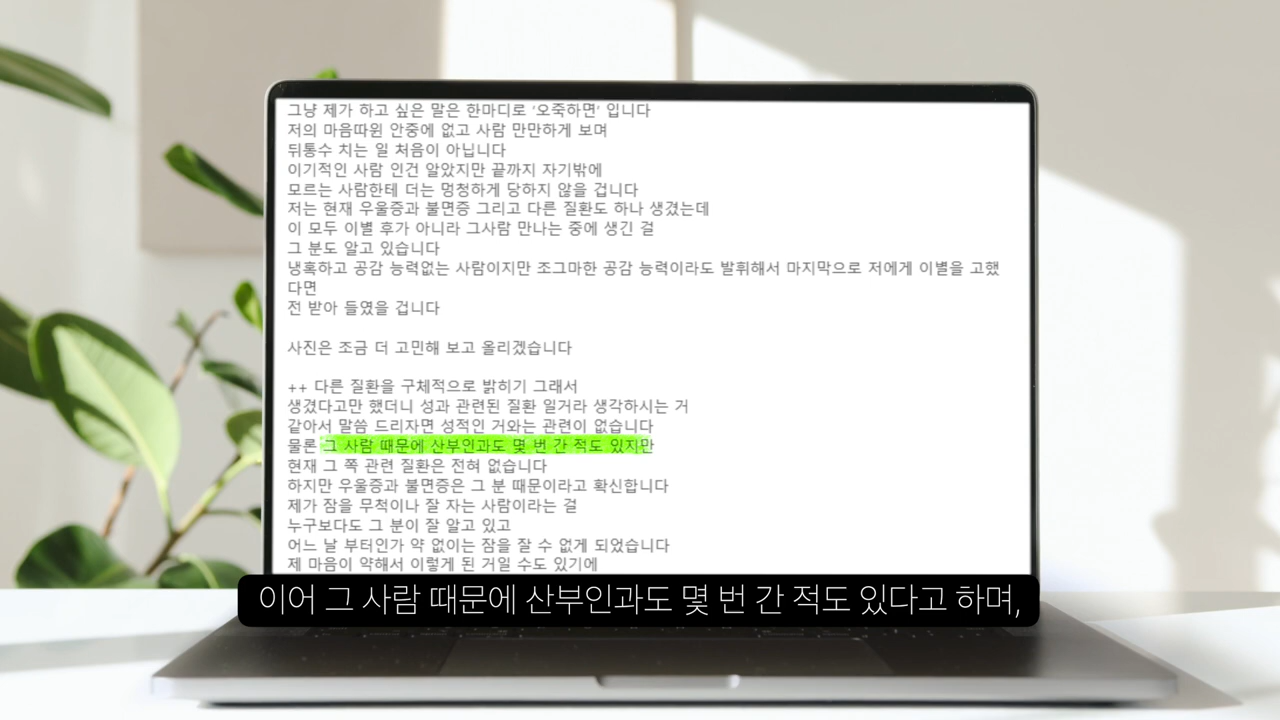 그냥 제가 하고 싶은 말은 한마디로 '오죽하면' 입니다
저의 마음따윈 안중에 없고 사람 만만하게 보며
뒤통수 치는 일 처음이 아닙니다
이기적인 사람 인건 알았지만 끝까지 자기밖에
모르는 사람한테 더는 멍청하게 당하지 않을 겁니다
저는 현재 우울증과 불면증 그리고 다른 질환도 하나 생겼는데
이 모두 이별 후가 아니라 그사람 만나는 중에 생긴 걸
그 분도 알고 있습니다
냉혹하고 공감 능력없는 사람이지만 조그마한 공감 능력이라도 발휘해서 마지막으로 저에게 이별을 고했
다면
전 받아 들였을 겁니다
사진은 조금 더 고민해 보고 올리겠습니다
++ 다른 질환을 구체적으로 밝히기 그래서
생겼다고만 했더니 성과 관련된 질환 일거라 생각하시는 거
같아서 말씀 드리자면 성적인 거와는 관련이 없습니다
물론 그 사람 때문에 산부인과도 몇 번 간 적도 있지만
현재 그 쪽 관련 질환은 전혀 없습니다
하지만 우울증과 불면증은 그 분 때문이라고 확신합니다
제가 잠을 무척이나 잘 자는 사람이라는 걸
누구보다도 그 분이 잘 알고 있고
어느 날 부터인가 약 없이는 잠을 잘 수 없게 되었습니다
제 마음이 약해서 이렇게 된 거일 수도 있기에
이어 그 사람 때문에 산부인과도 몇 번 간 적도 있다고 하며,